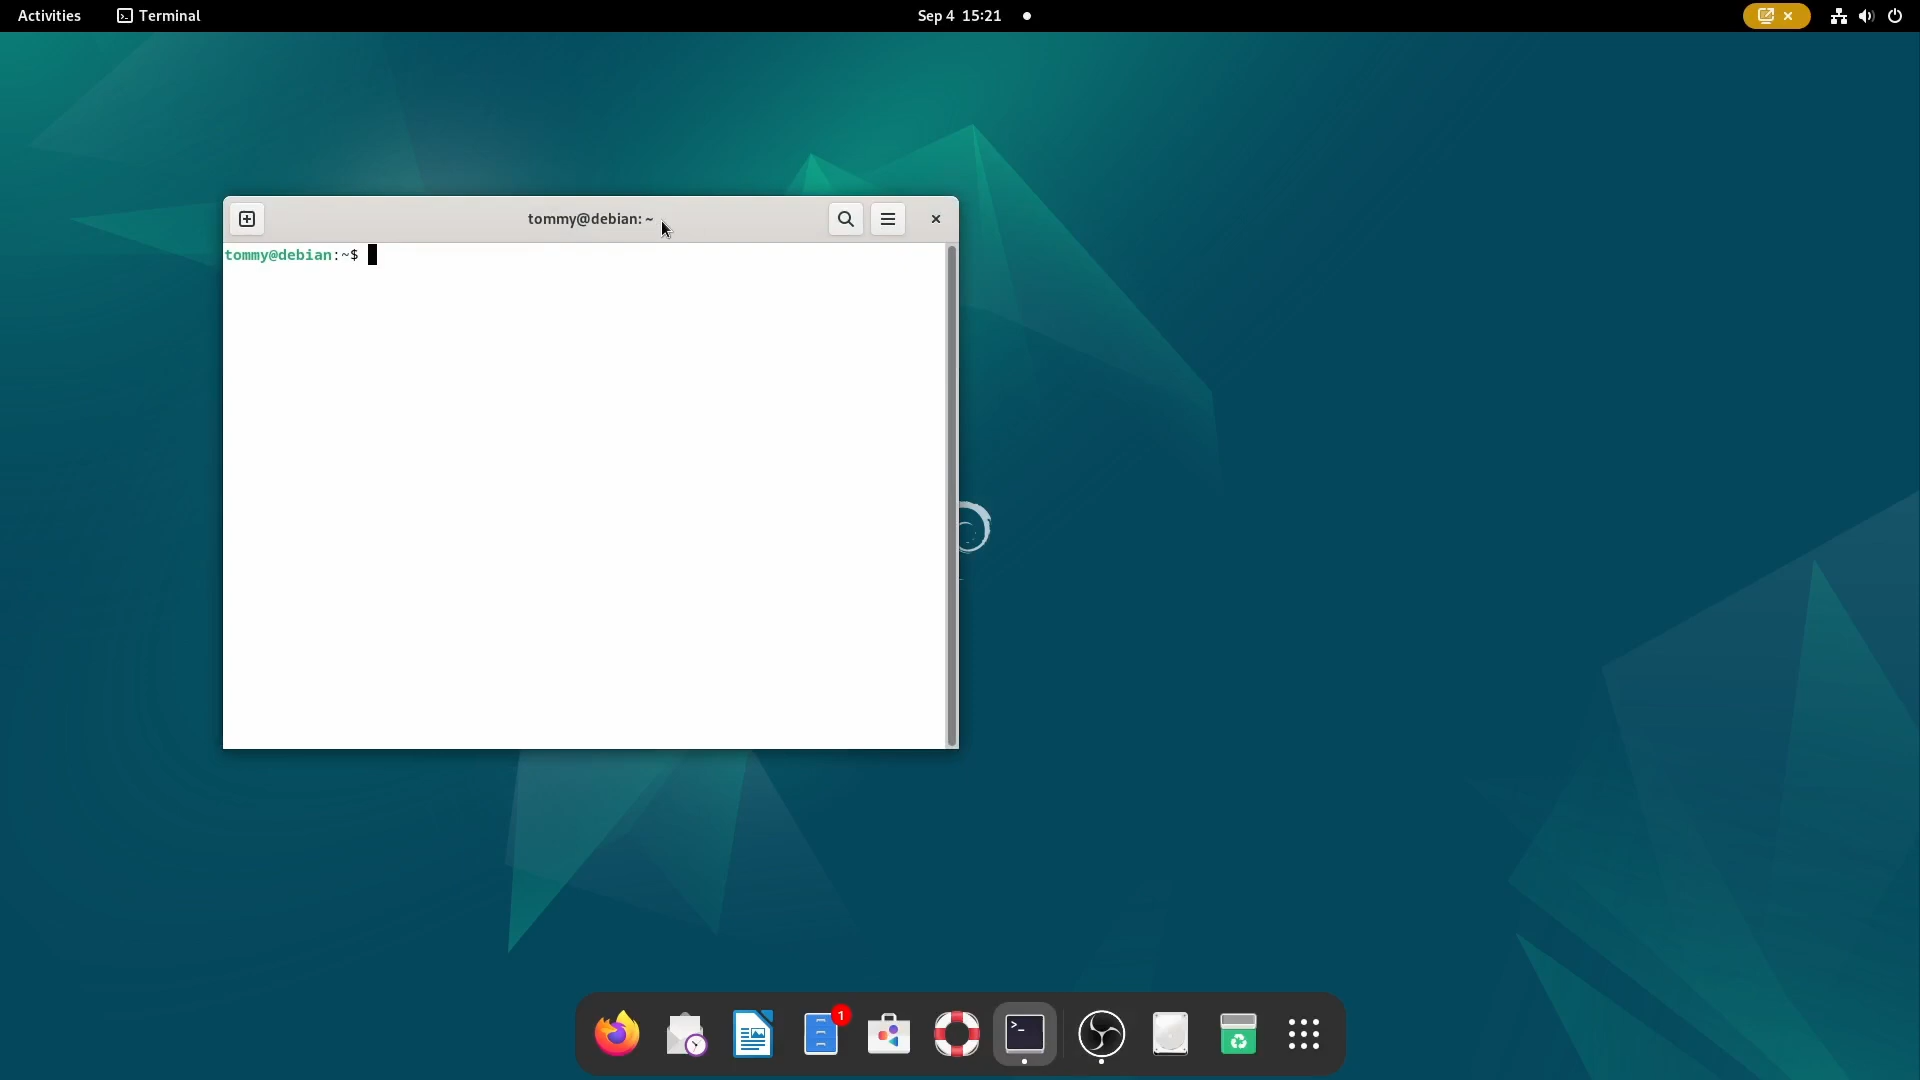 Activities
Terminal
Sep 4 15:21
tommy@debian: ~
tommy@debian:~$
1